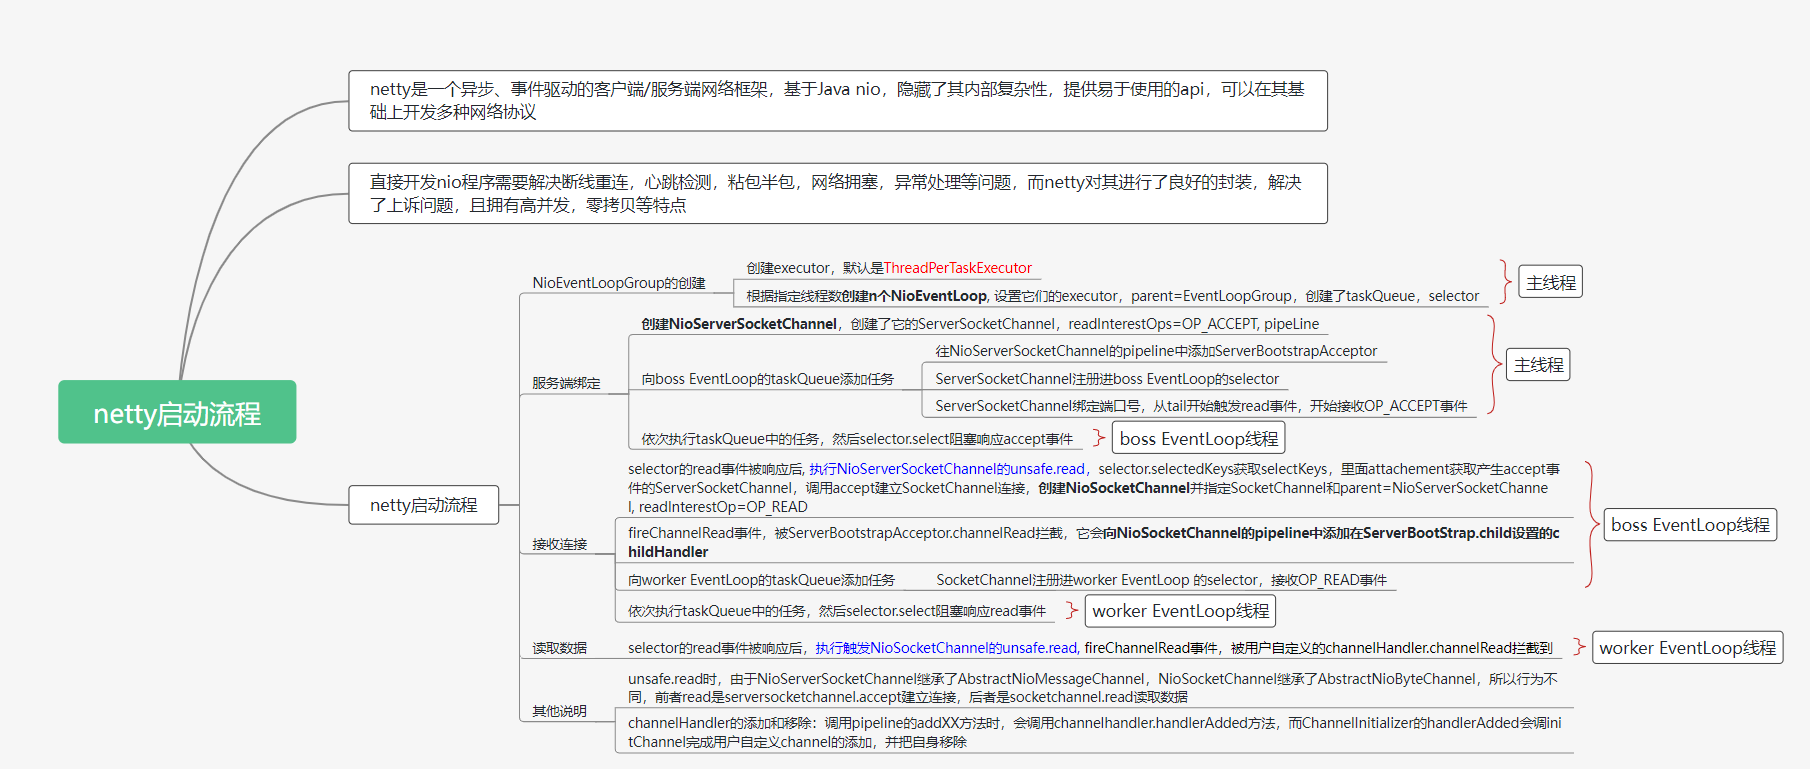 netty是一个异步、事件驱动的客户端/服务端网络框架，基于Java nio，隐藏了其内部复杂性，提供易于使用的api，可以在其基
础上开发多种网络协议
直接开发nio程序需要解决断线重连，心跳检测，粘包半包，网络拥塞，异常处理等问题，而netty对其进行了良好的封装，解决
了上诉问题，且拥有高并发，零拷贝等特点
netty启动流程
netty启动流程
NioEventLoopGroup的创建
创建executor，默认是ThreadPerTaskExecutor
根据指定线程数创建n个NioEventLoop, 设置它们的executor，parent=EventLoopGroup，创建了taskQueue，selector
主线程
服务端绑定
创建NioServerSocketChannel，创建了它的ServerSocketChannel，readInterestOps=OP_ACCEPT, pipeLine
向boss EventLoop的taskQueue添加任务
往NioServerSocketChannel的pipeline中添加ServerBootstrapAcceptor
ServerSocketChannel注册进boss EventLoop的selector
ServerSocketChannel绑定端口号，从tail开始触发read事件，开始接收OP_ACCEPT事件
主线程
依次执行taskQueue中的任务，然后selector.select阻塞响应accept事件
boss EventLoop线程
接收连接
selector的read事件被响应后, 执行NioServerSocketChannel的unsafe.read，selector.selectedKeys获取selectKeys，里面attachement获取产生accept事
件的ServerSocketChannel，调用accept建立SocketChannel连接，创建NioSocketChannel并指定SocketChannel和parent=NioServerSocketChanne
l, readInterestOp=OP_READ
fireChannelRead事件，被ServerBootstrapAcceptor.channelRead拦截，它会向NioSocketChannel的pipeline中添加在ServerBootStrap.child设置的c
hildHandler
向worker EventLoop的taskQueue添加任务
SocketChannel注册进worker EventLoop 的selector，接收OP_READ事件
boss EventLoop线程
依次执行taskQueue中的任务，然后selector.select阻塞响应read事件
worker EventLoop线程
读取数据
selector的read事件被响应后，执行触发NioSocketChannel的unsafe.read, fireChannelRead事件，被用户自定义的channelHandler.channelRead拦截到
worker EventLoop线程
其他说明
unsafe.read时，由于NioServerSocketChannel继承了AbstractNioMessageChannel，NioSocketChannel继承了AbstractNioByteChannel，所以行为不
同，前者read是serversocketchannel.accept建立连接，后者是socketchannel.read读取数据
channelHandler的添加和移除：调用pipeline的addXX方法时，会调用channelhandler.handlerAdded方法，而ChannelInitializer的handlerAdded会调ini
tChannel完成用户自定义channel的添加，并把自身移除